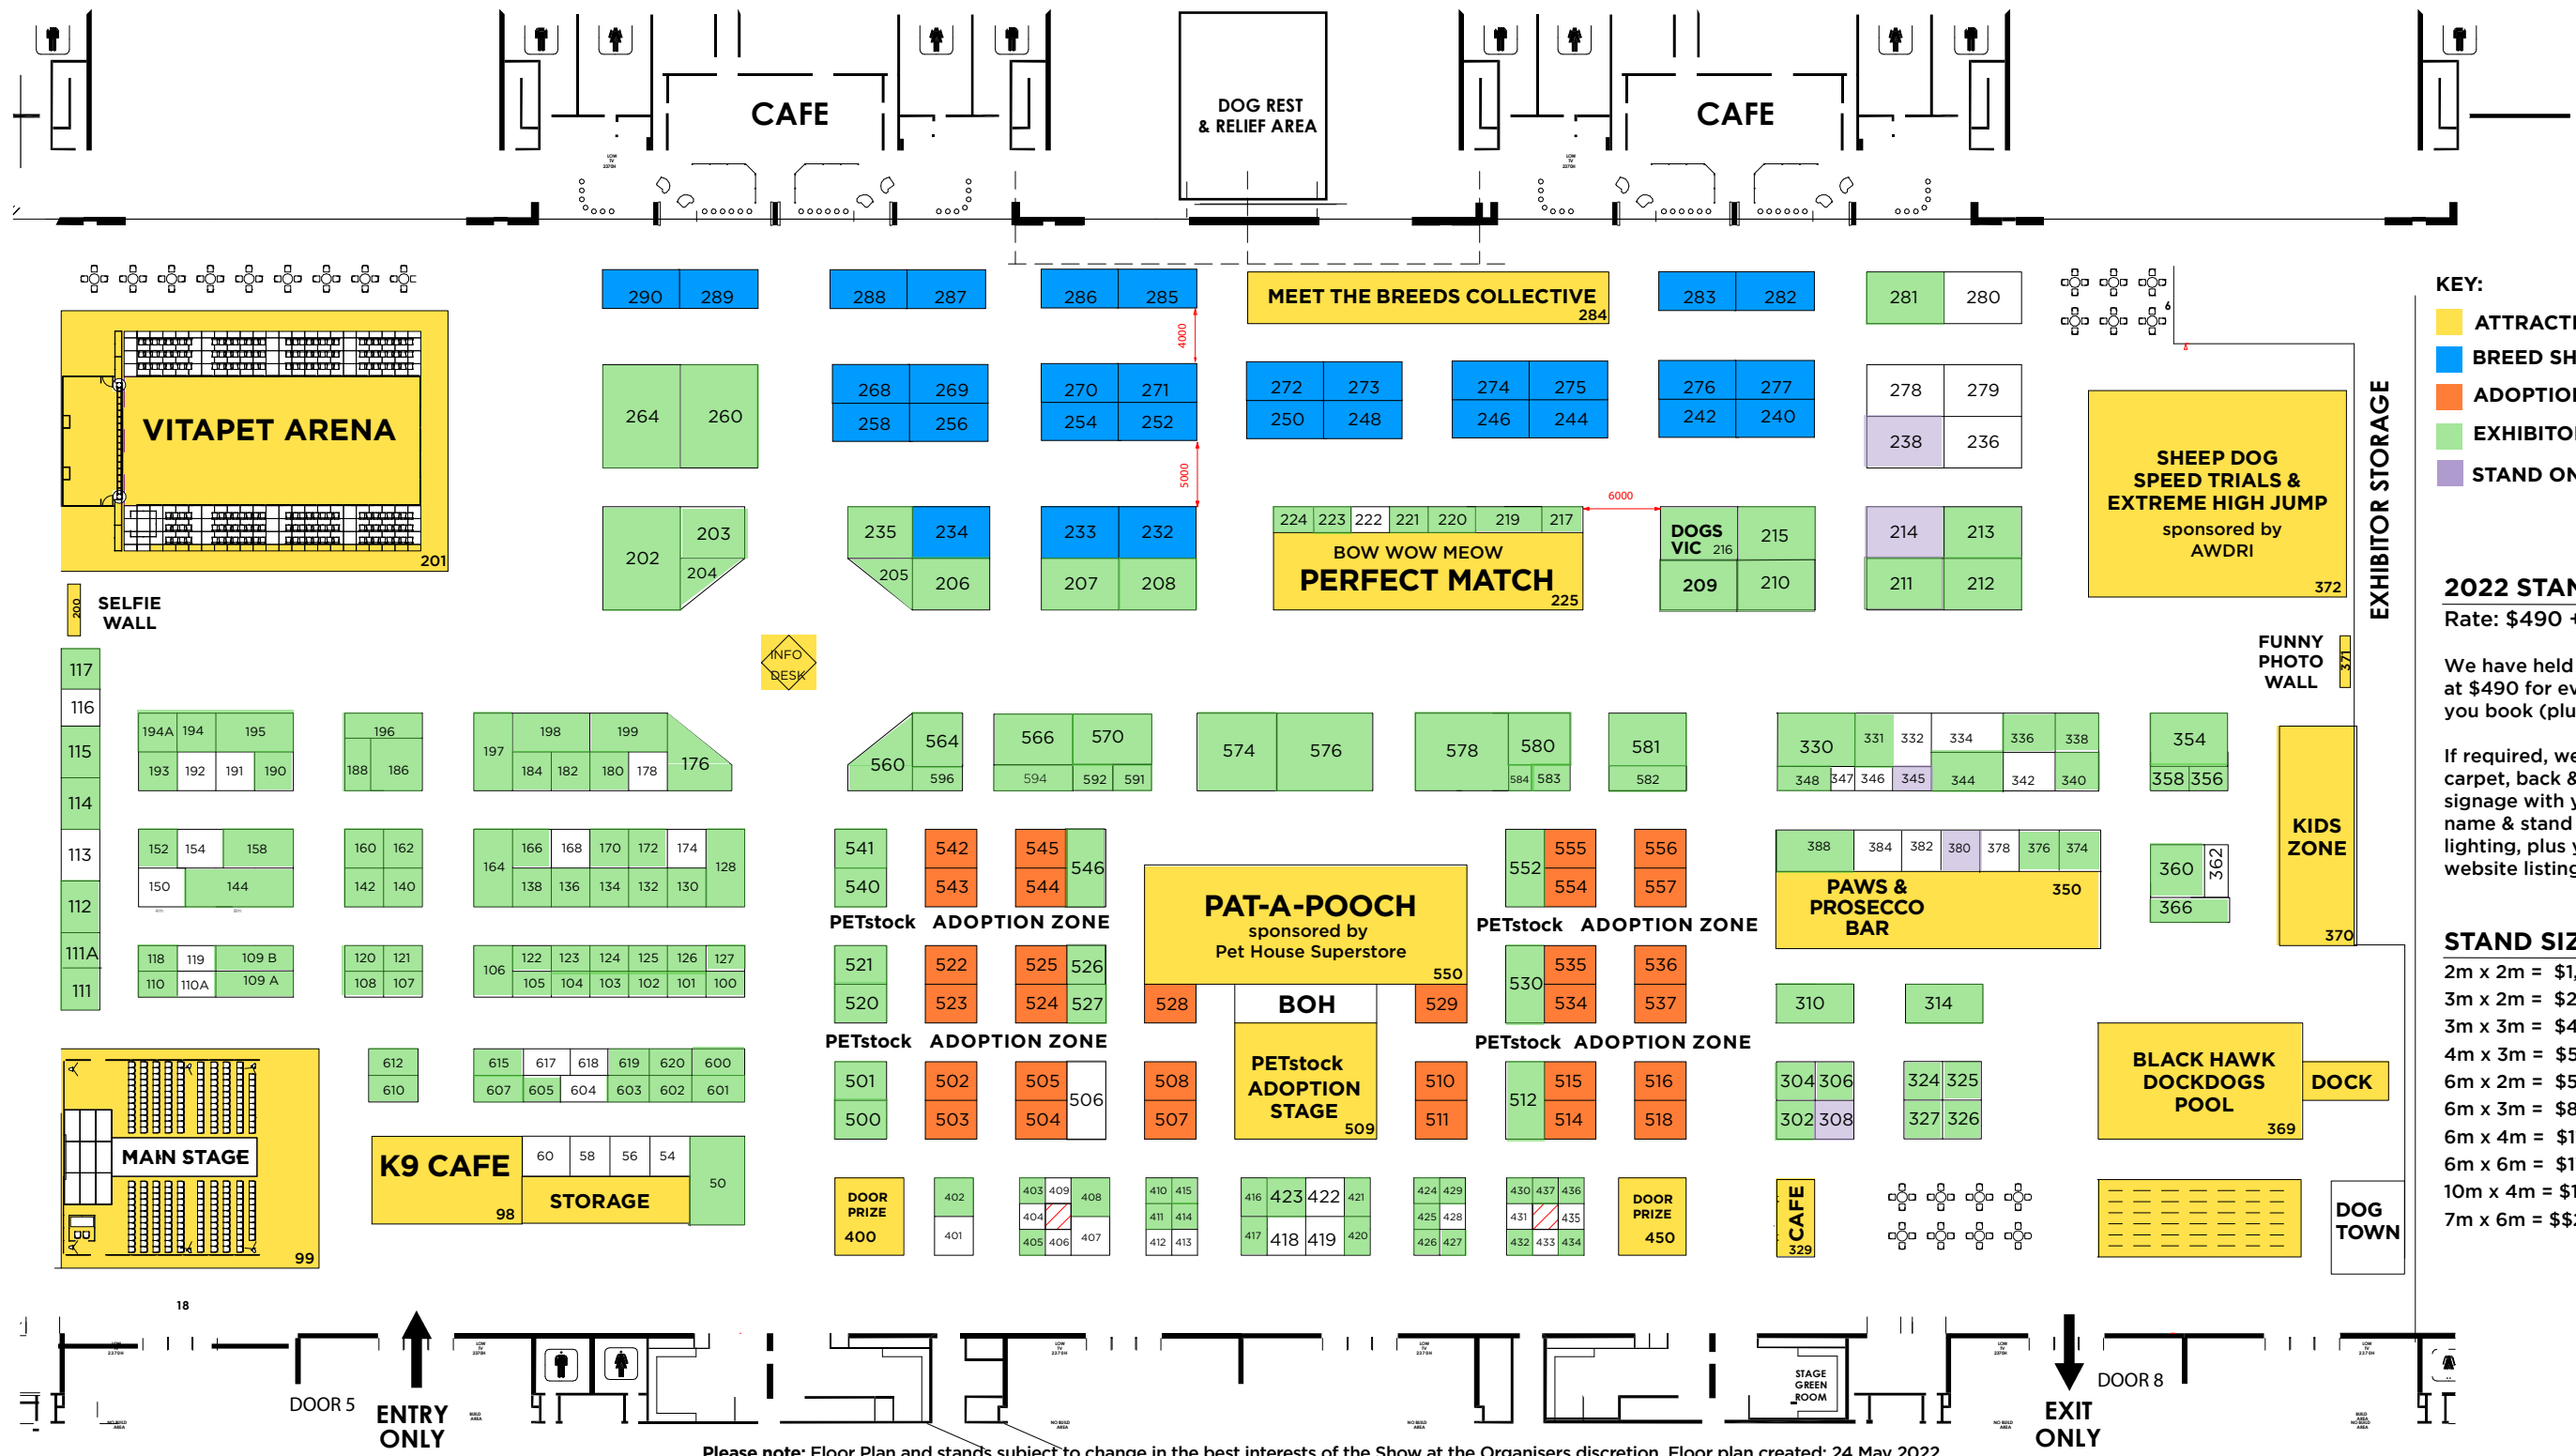 CAFE
DOG REST
& RELIEF AREA
CAFE
LOW
TV
2370H
LOW
TV
2370H
290 289
288 287
286 285
MEET THE BREEDS COLLECTIVE
284
283 282
281 280
KEY:
ATTRACTI
BREED SH
ADOPTION
EXHIBITO
STAND ON
4000
264 260
268 269
258 256
270 271
254 252
272 273
250 248
274 275
246 244
276 277
242 240
278 279
238 236
VITAPET ARENA
201
5000
6000
SHEEP DOG
SPEED TRIALS &
EXTREME HIGH JUMP
sponsored by
AWDRI
372
EXHIBITOR STORAGE
202 203
204
235 234
205 206
233 232
207 208
224 223 222 221 220 219 217
BOW WOW MEOW
PERFECT MATCH
225
DOGS
VIC 216
215
209 210
214 213
211 212
200
SELFIE
WALL
INFO
DESK
FUNNY
PHOTO
WALL
371
2022 STAN
Rate: $490 +
We have held
at $490 for ev
you book (plu
If required, we
carpet, back &
signage with y
name & stand
lighting, plus y
website listing
117
116
115
114
113
112
111A
111
194A 194 195
193 192 191 190
196
188 186
197 198 199
184 182 180 178 176
560 564
596
566 570
594 592 591
574 576
578 580
584 583
581
582
330 331 332 334 336 338
348 347 346 345 344 342 340
354
358 356
152 154 158
150 144
160 162
142 140
164 166 168 170 172 174 128
138 136 134 132 130
541
540
542
543
545 546
544
PAT-A-POOCH
sponsored by
Pet House Superstore
550
552 555
554
556
557
388 384 382 380 378 376 374
PAWS &
PROSECCO
BAR
350
360 362
366
KIDS
ZONE
370
PETstock ADOPTION ZONE
PETstock ADOPTION ZONE
118 119 109 B
110 110A 109 A
120 121
108 107
106 122 123 124 125 126 127
105 104 103 102 101 100
521
520
522
523
525 526
524 527
528
BOH
529
530 535
534
536
537
310
314
STAND SIZ
2m x 2m = $1,
3m x 2m = $2
3m x 3m = $4
4m x 3m = $5
6m x 2m = $5
6m x 3m = $8
6m x 4m = $1
6m x 6m = $1
10m x 4m = $1
7m x 6m = $$2
PETstock ADOPTION ZONE
PETstock ADOPTION ZONE
MAIN STAGE
99
612
610
615 617 618 619 620 600
607 605 604 603 602 601
501
500
502
503
505 506
504
508
507
PETstock
ADOPTION
STAGE
509
510
511
512 515
514
516
518
304 306
302 308
324 325
327 326
BLACK HAWK
DOCKDOGS
POOL
369
DOCK
K9 CAFE
98
60 58 56 54
STORAGE
50
DOOR
PRIZE
400
402
401
403 409 408
404
405 406 407
410 415
411 414
412 413
416 423 422 421
417 418 419 420
424 429
425 428
426 427
430 437 436
431 435
432 433 434
DOOR
PRIZE
450
CAFE
329
DOG
TOWN
18
DOOR 5
ENTRY
ONLY
STAGE
GREEN
ROOM
DOOR 8
EXIT
ONLY
Please note: Floor Plan and stands subject to change in the best interests of the Show at the Organisers discretion. Floor plan created: 24 May 2022